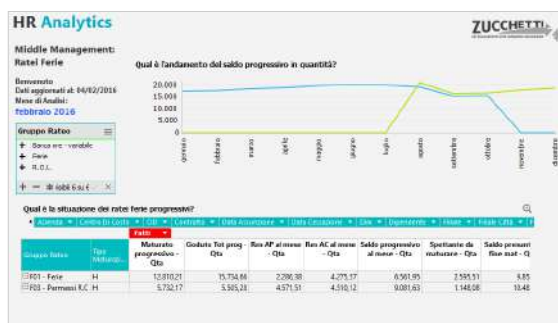 HR Analytics
ZUCCHETTI
Middle Management:
Ratei Ferie
Qual è l'andamento del saldo progressivo in quantità?
Benvenuto
Dati aggiornati al: 04/02/2016
Mese di Analisi:
febbraio 2016
20.000
15.000
10.000
5.000
0
gennaio
febbraio
marzo
aprile
maggio
giugno
luglio
agosto
settembre
ottobre
novembre
dicembre
Gruppo Rateo
Banca ore - variabile
Ferie
R.O.L.
Qual è la situazione dei ratei ferie progressivi?
Azienda
Centro Di Costo
CID
Contratto
Data Assunzione
Data Cessazione
Dipendente
Filiale
Filiale Città
Fatti
Gruppo Rateo
Tipo
Maturato progressivo - Qta
Goduto Tot prog - Qta
Res AP al mese - Qta
Res AC al mese - Qta
Saldo progressivo al mese - Qta
Spettante da maturare - Qta
F01 - Ferie H 12.810,21 15.734,66 2.286,38 4.275,57 6.561,95 2.595,51
F03 - Permessi R.O H 5.732,17 5.505,28 4.571,51 4.510,12 9.081,63 1.148,08